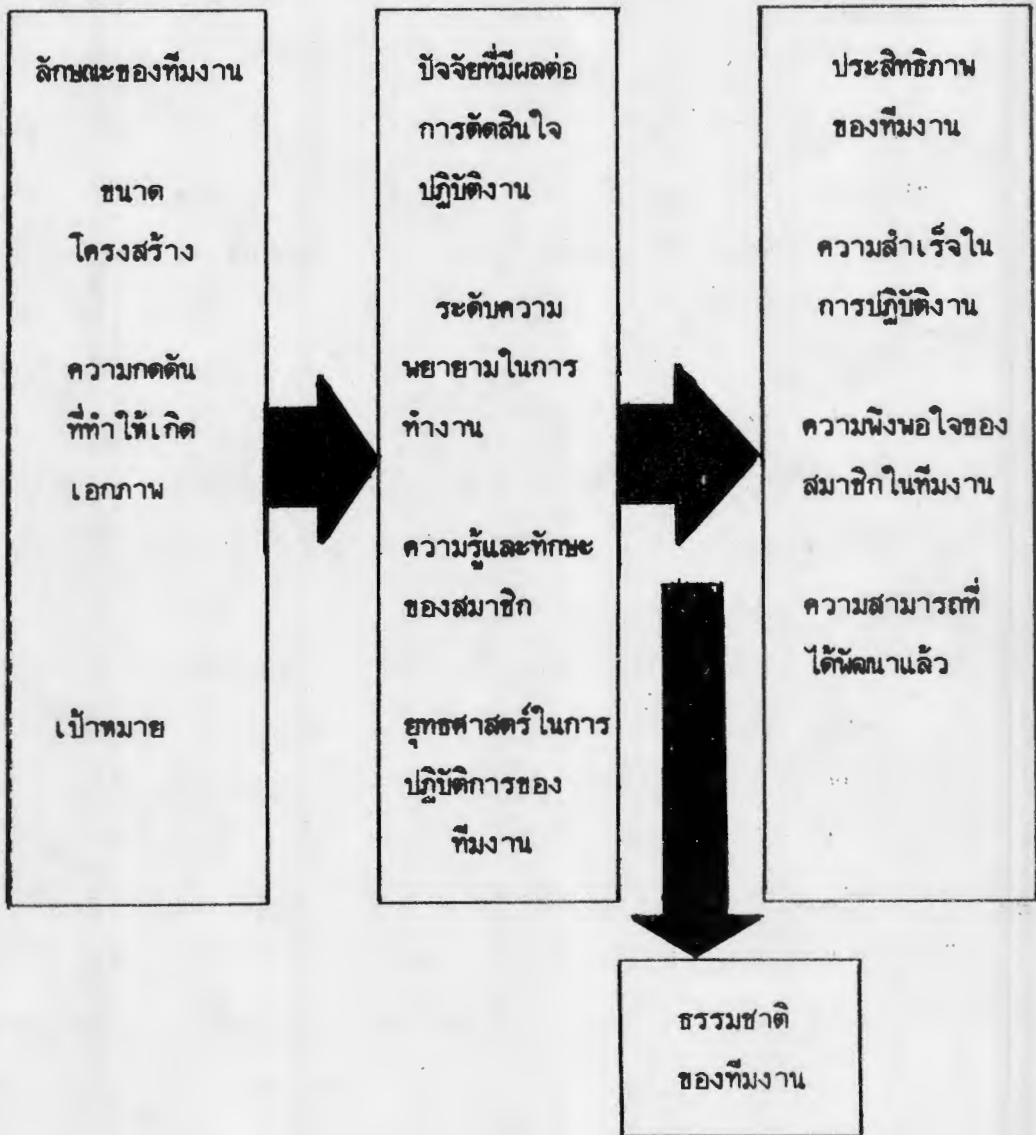 ลักษณะของทีมงาน
ขนาด
โครงสร้าง
ความกดดัน
ที่ทำให้เกิด
เอกภาพ
เป้าหมาย
ปัจจัยที่มีผลต่อ
การตัดสินใจ
ปฏิบัติงาน
ระดับความ
พยายามในการ
ทำงาน
ความรู้และทักษะ
ของสมาชิก
ยุทธศาสตร์ในการ
ปฏิบัติการของ
ทีมงาน
ประสิทธิภาพ
ของทีมงาน
ความสำเร็จใน
การปฏิบัติงาน
ความพึงพอใจของ
สมาชิกในทีมงาน
ความสามารถที่
ได้พัฒนาแล้ว
ธรรมชาติ
ของทีมงาน